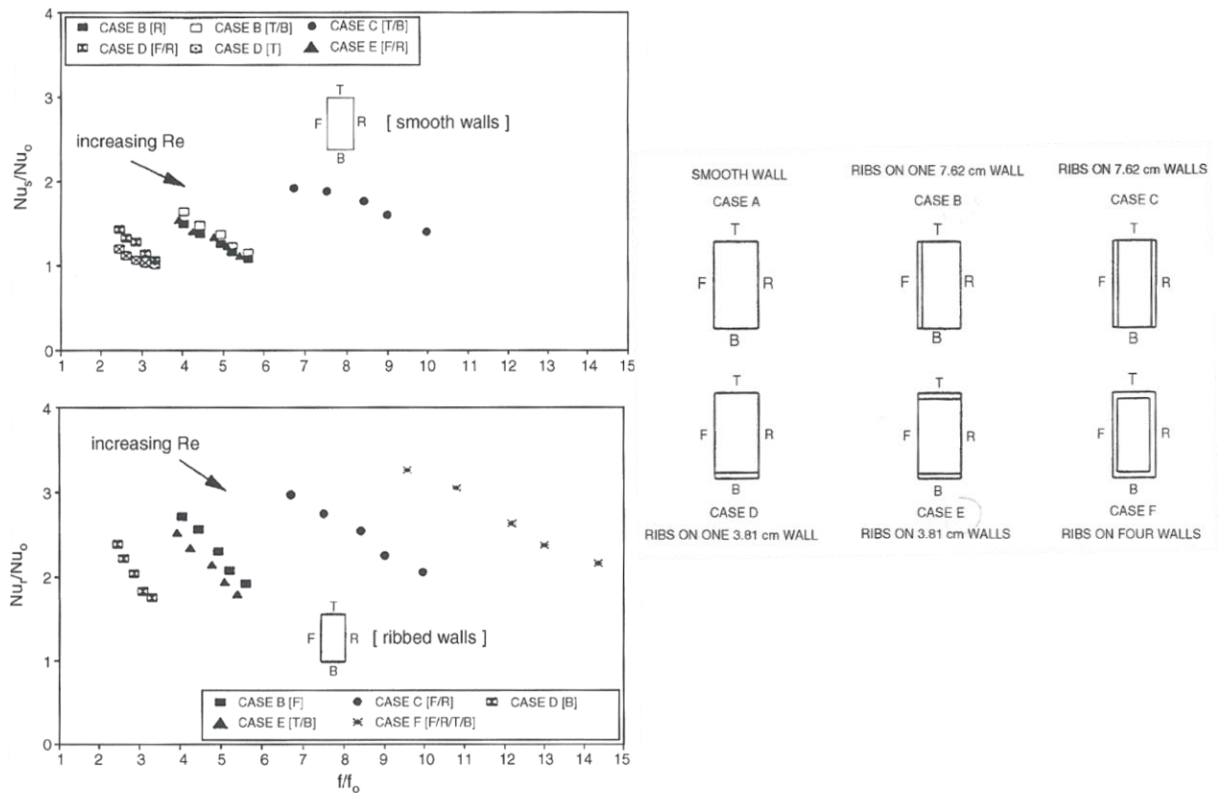 4
CASE B [R] CASE B [T/B] CASE C [T/B]
CASE D [F/R] CASE D [T] CASE E [F/R]
3
T
F R [ smooth walls ]
B
increasing Re
Nus/Nuo
2
1
0
1 2 3 4 5 6 7 8 9 10 11 12 13 14 15
4
increasing Re
3
Nur/Nuo
2
T
F R [ ribbed walls ]
B
1
CASE B [F] CASE C [F/R] CASE D [B]
CASE E [T/B] CASE F [F/R/T/B]
0
1 2 3 4 5 6 7 8 9 10 11 12 13 14 15
f/fo
SMOOTH WALL
CASE A
T
F R
B
RIBS ON ONE 7.62 cm WALL
CASE B
T
F R
B
RIBS ON 7.62 cm WALLS
CASE C
T
F R
B
T
F R
B
CASE D
RIBS ON ONE 3.81 cm WALL
T
F R
B
CASE E
RIBS ON 3.81 cm WALLS
T
F R
B
CASE F
RIBS ON FOUR WALLS